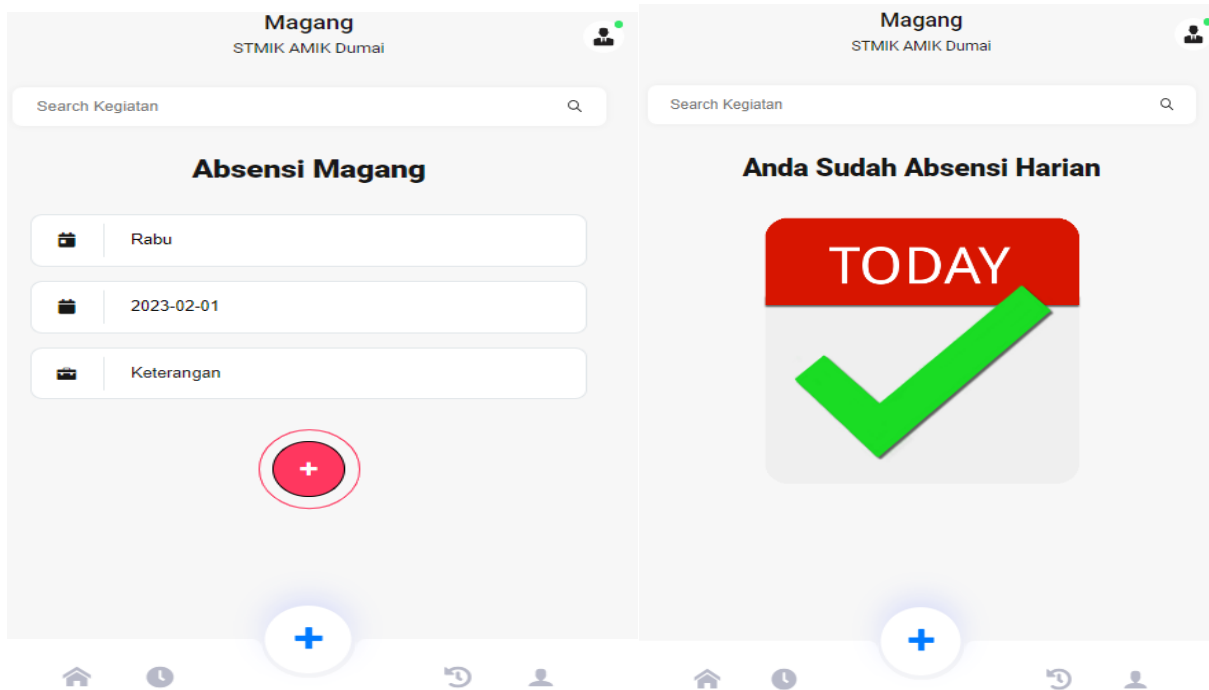 Magang
STMIK AMIK Dumai
Search Kegiatan
Absensi Magang
Rabu
2023-02-01
Keterangan
Magang
STMIK AMIK Dumai
Search Kegiatan
Anda Sudah Absensi Harian
TODAY